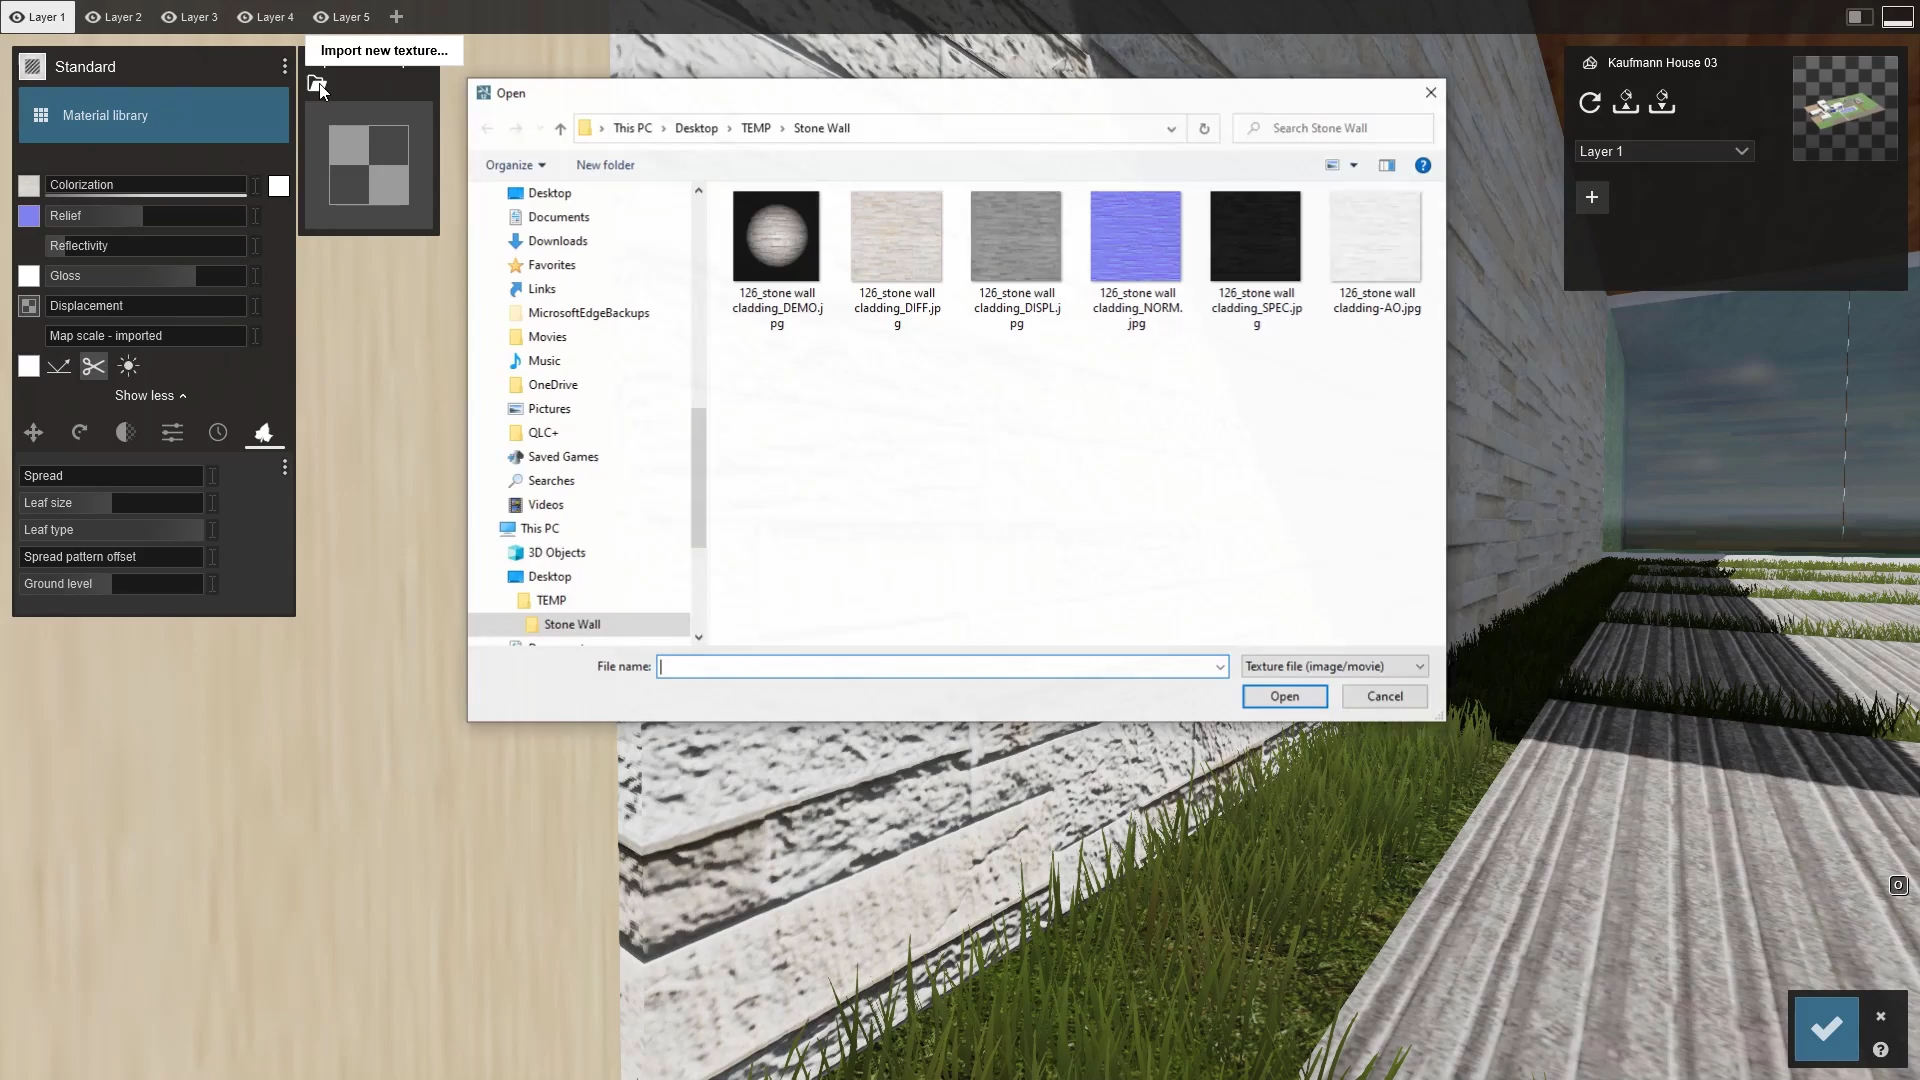 Layer 1
Layer 2
Layer 3
Layer 4
Layer 5
Import new texture...
Standard
Material library
Colorization
Relief
Reflectivity
Gloss
Displacement
Map scale - imported
Show less
Spread
Leaf size
Leaf type
Spread pattern offset
Ground level
Open
This PC
Desktop
TEMP
Stone Wall
Search Stone Wall
Organize
New folder
Desktop
Documents
Downloads
Favorites
Links
MicrosoftEdgeBackups
Movies
Music
OneDrive
Pictures
QLC+
Saved Games
Searches
Videos
This PC
3D Objects
Desktop
TEMP
Stone Wall
126_stone wall
cladding_DEMO.j
pg
126_stone wall
cladding_DIFF.jp
g
126_stone wall
cladding_DISPL.j
pg
126_stone wall
cladding_NORM.
jpg
126_stone wall
cladding_SPEC.jp
g
126_stone wall
cladding-AO.jpg
File name:
Texture file (image/movie)
Open
Cancel
Kaufmann House 03
Layer 1
O